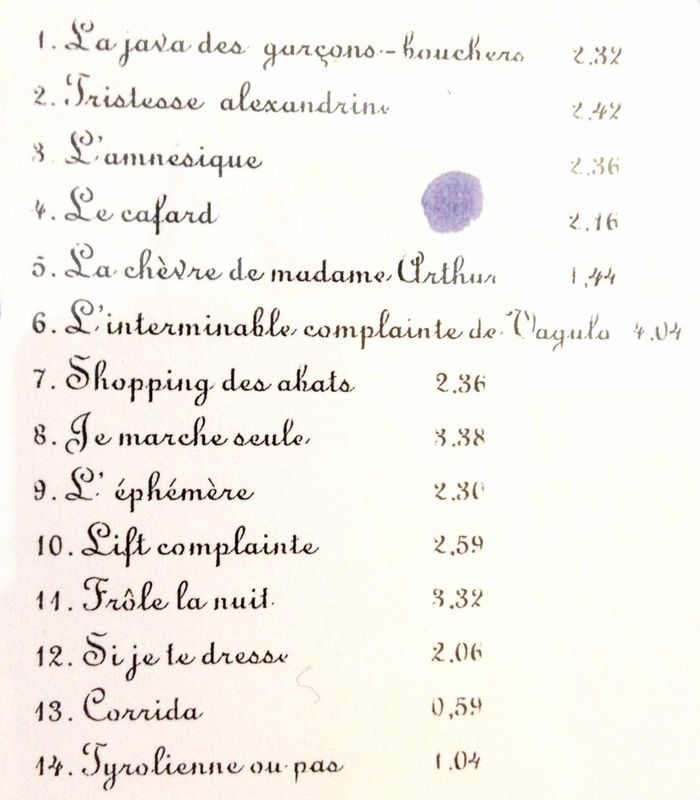 1. La java des garçons-bouchers 2.32
2. Tristesse alexandrine 2.42
3 L'amnesique 2.36
4. Le cafard 2.16
5. La chèvre de madame Arthur 1,44
6. L'interminable complainte de Vagulo 4.04
7. Shopping des abats 2.36
8. Je marche seule 3.38
9. L' éphémère 2.30
10. Lift complainte 2,59
11. Frôle la nuit 3.32
12. Si je te dresse 2.06
13. Corrida 0,59
14. Tyrolienne ou pas 1.04